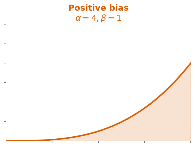 Positive bias
α = 4, β = 1